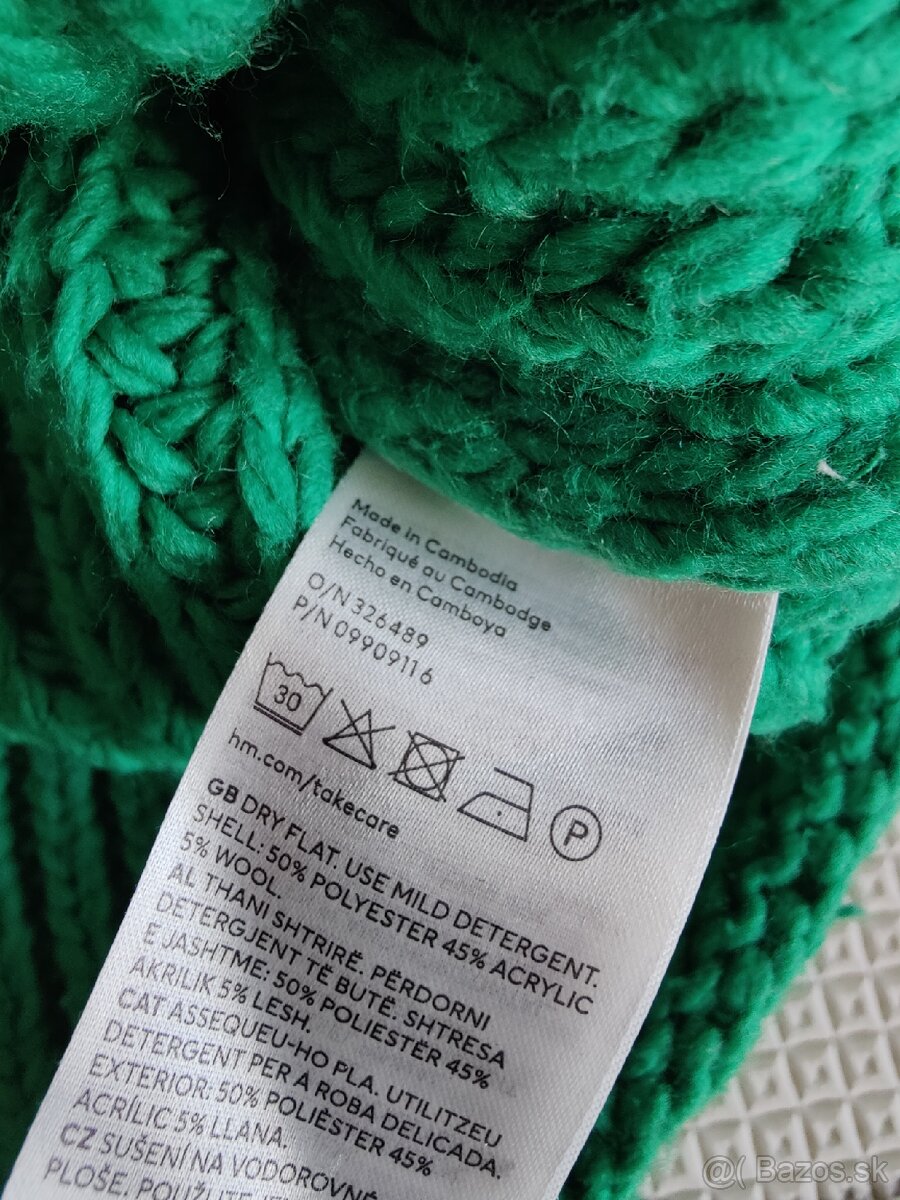 Made in Cambodia
Fabriqué au Cambodge
Hecho en Camboya
O/N 326489
P/N 09909116
30
P
hm.com/takecare
GB DRY FLAT. USE MILD DETERGENT.
SHELL: 50% POLYESTER 45% ACRYLIC
5% WOOL.
AL THANI SHTRIRË. PËRDORNI
DETERGJENT TË BUTË. SHTRESA
E JASHTME: 50% POLIESTËR 45%
AKRILIK 5% LESH.
CAT ASSEQUEU-HO PLA. UTILITZEU
DETERGENT PER A ROBA DELICADA.
EXTERIOR: 50% POLIÈSTER 45%
ACRÍLIC 5% LLANA.
CZ SUŠENÍ NA VODOROVNÉ
PLOŠE.
@( Bazos.sk